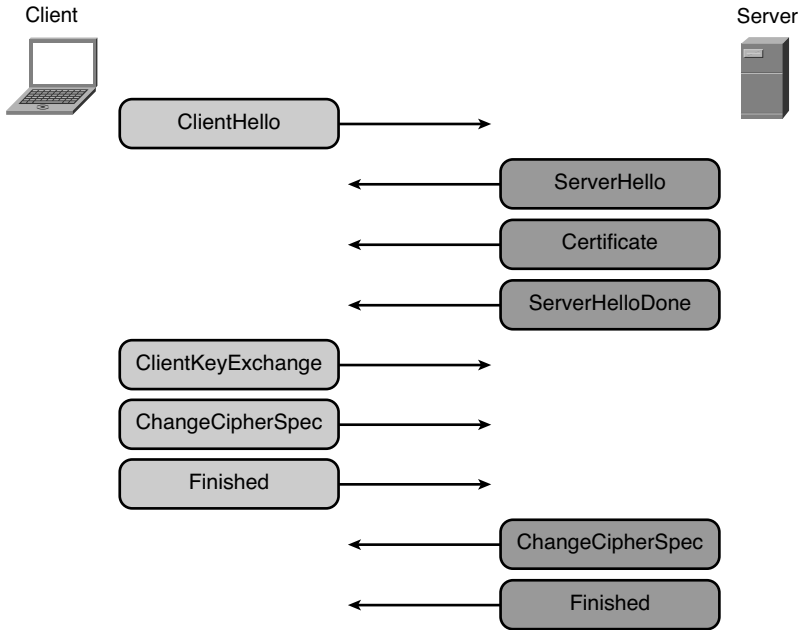 Client
Server
ClientHello
ServerHello
Certificate
ServerHelloDone
ClientKeyExchange
ChangeCipherSpec
Finished
ChangeCipherSpec
Finished